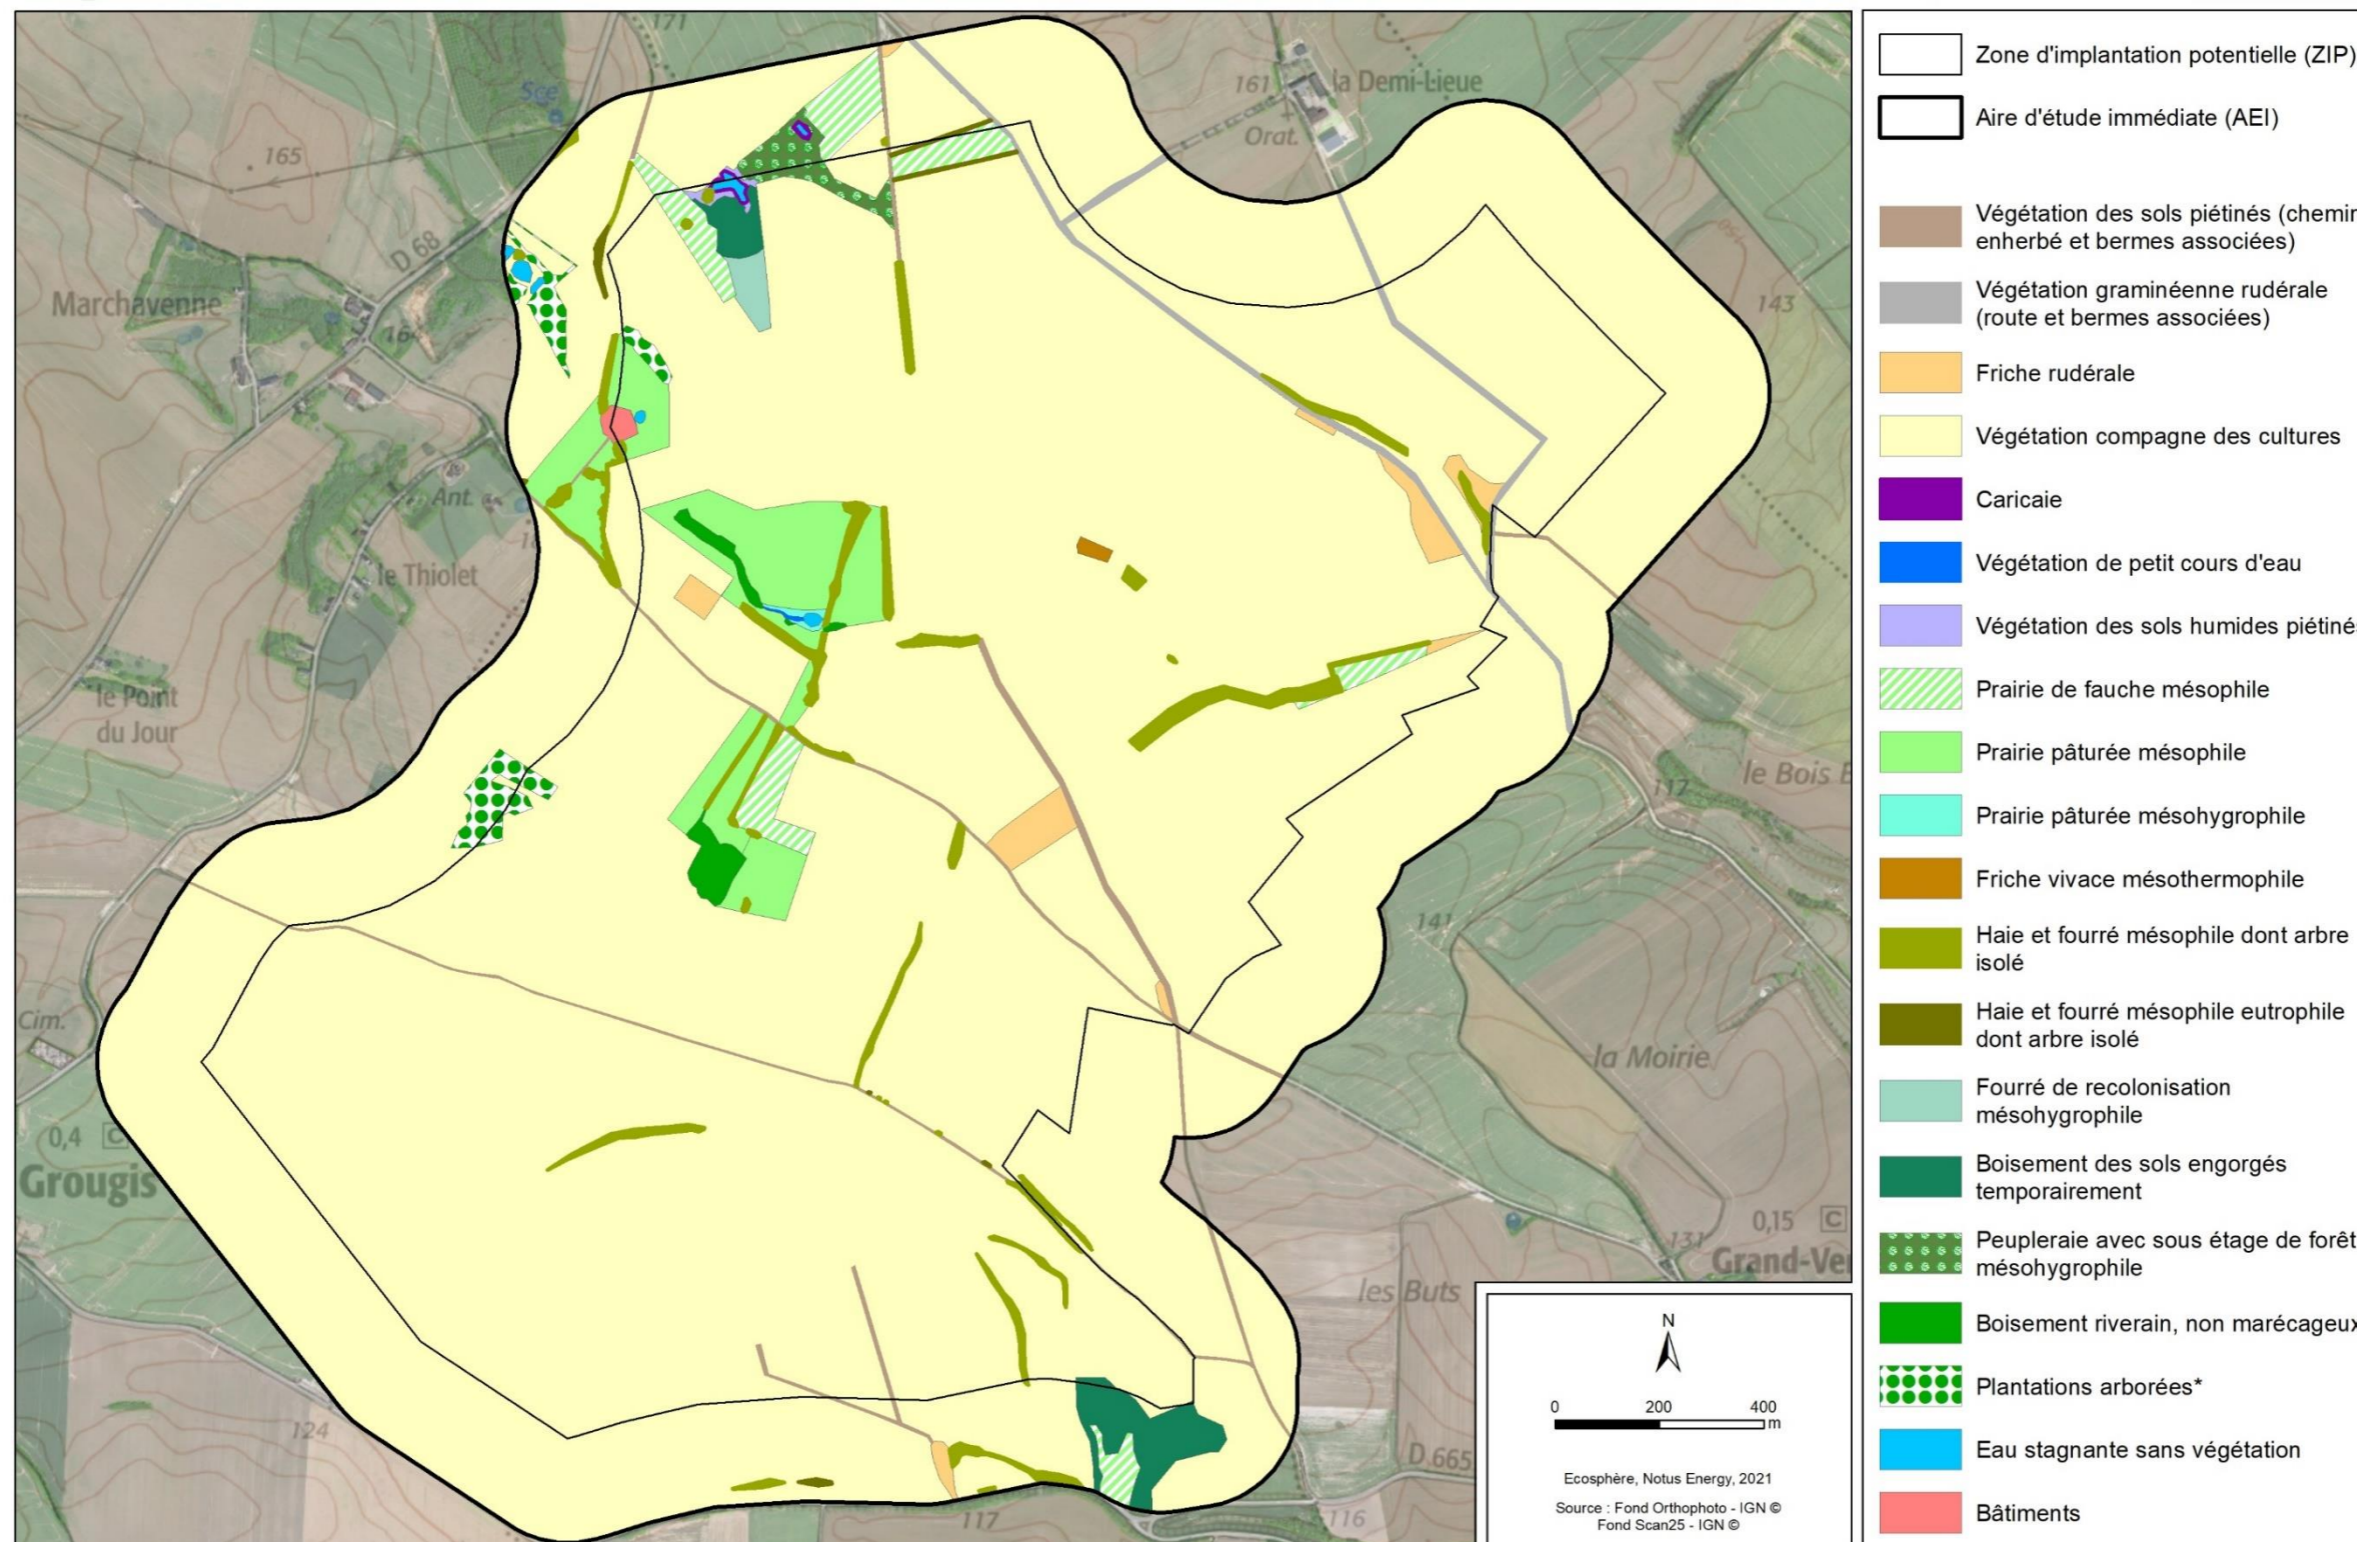 171
Sce
165
D 68
Marchavenne
164
Ant.
le Thiolet
le Point
du Jour
Cim.
0,4 C
Grougis
124
161
la Demi-Lieue
Orat.
143
le Bois
117
141
la Moirie
0,15 C
131
Grand-Ve
les Buts
D 665
117
116
N
0 200 400
m
Ecosphère, Notus Energy, 2021
Source : Fond Orthophoto - IGN ©
Fond Scan25 - IGN ©
Zone d'implantation potentielle (ZIP)
Aire d'étude immédiate (AEI)
Végétation des sols piétinés (chemin
enherbé et bermes associées)
Végétation graminéenne rudérale
(route et bermes associées)
Friche rudérale
Végétation compagne des cultures
Caricaie
Végétation de petit cours d'eau
Végétation des sols humides piétinés
Prairie de fauche mésophile
Prairie pâturée mésophile
Prairie pâturée mésohygrophile
Friche vivace mésothermophile
Haie et fourré mésophile dont arbre
isolé
Haie et fourré mésophile eutrophile
dont arbre isolé
Fourré de recolonisation
mésohygrophile
Boisement des sols engorgés
temporairement
Peupleraie avec sous étage de forêt
mésohygrophile
Boisement riverain, non marécageux
Plantations arborées*
Eau stagnante sans végétation
Bâtiments